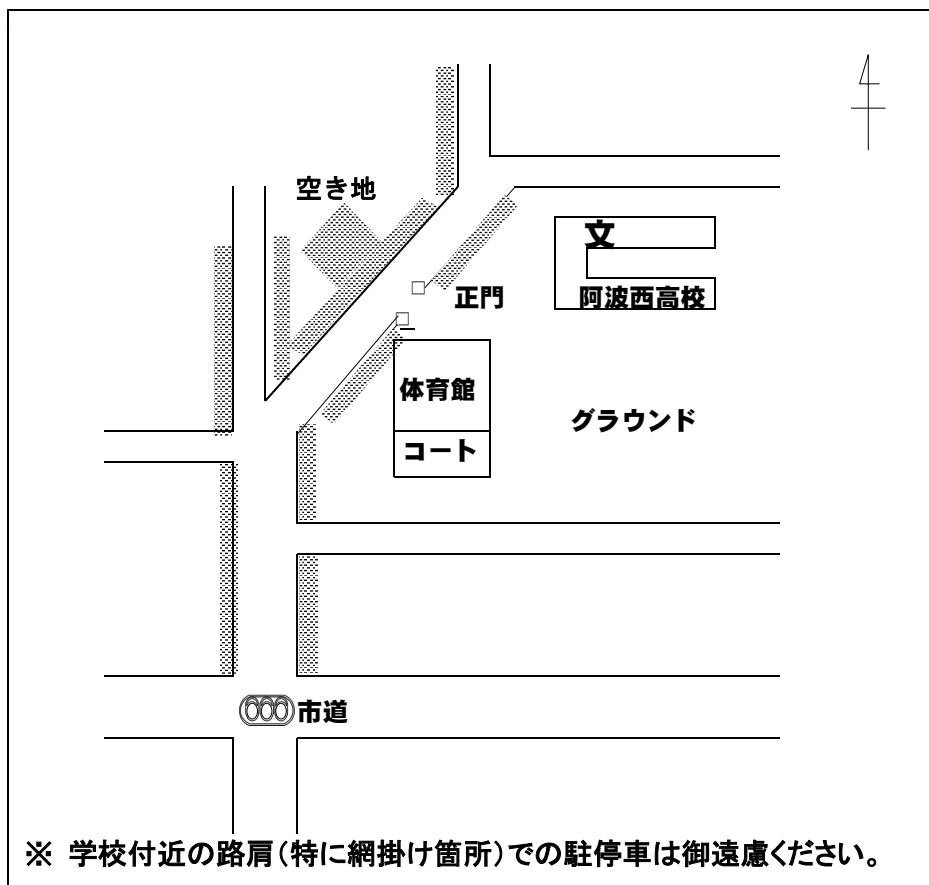 空き地
文
正門
阿波西高校
体育館
グラウンド
コート
市道
※ 学校付近の路肩(特に網掛け箇所)での駐停車は御遠慮ください。